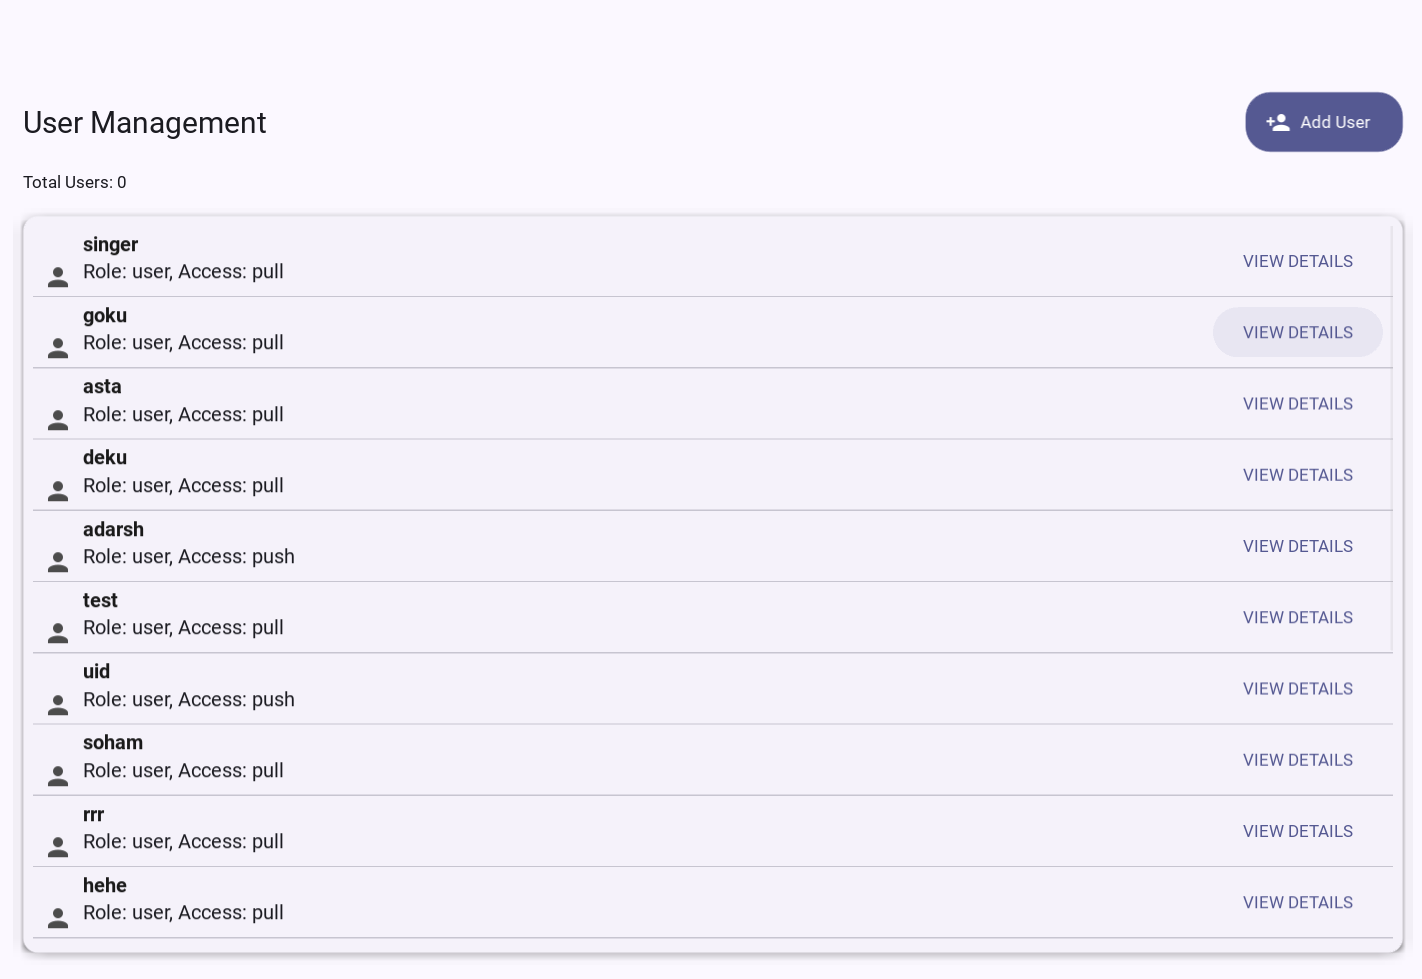 User Management
Add User
Total Users: 0
singer
Role: user, Access: pull
VIEW DETAILS
goku
Role: user, Access: pull
VIEW DETAILS
asta
Role: user, Access: pull
VIEW DETAILS
deku
Role: user, Access: pull
VIEW DETAILS
adarsh
Role: user, Access: push
VIEW DETAILS
test
Role: user, Access: pull
VIEW DETAILS
uid
Role: user, Access: push
VIEW DETAILS
soham
Role: user, Access: pull
VIEW DETAILS
rrr
Role: user, Access: pull
VIEW DETAILS
hehe
Role: user, Access: pull
VIEW DETAILS